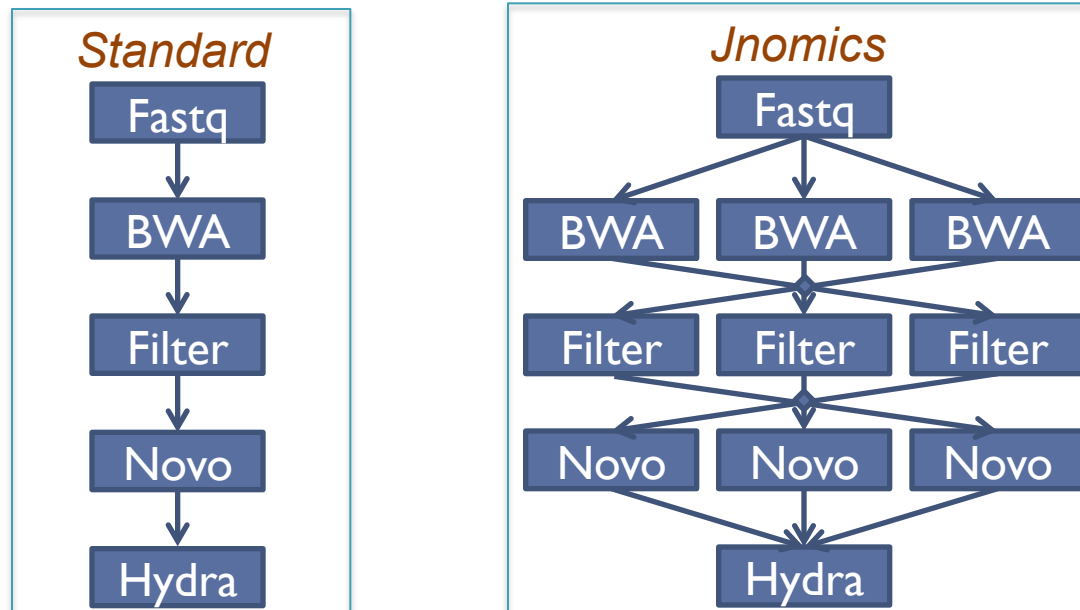 Standard
Fastq
BWA
Filter
Novo
Hydra
Jnomics
Fastq
BWA BWA BWA
Filter Filter Filter
Novo Novo Novo
Hydra